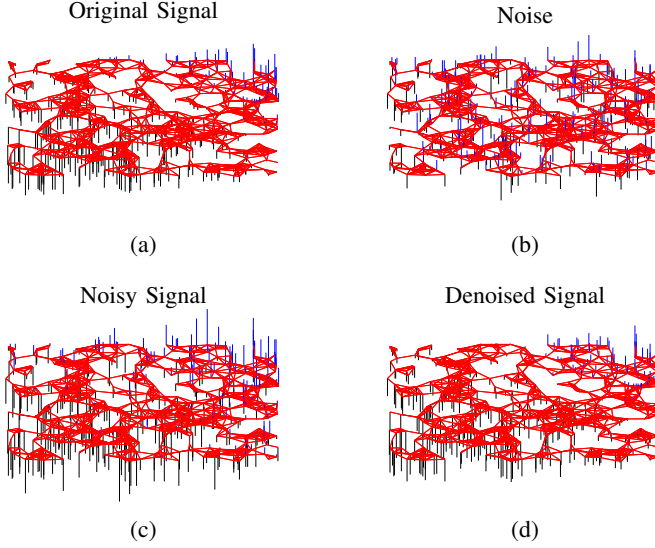 Original Signal
Noise
(a)
(b)
Noisy Signal
Denoised Signal
(c)
(d)